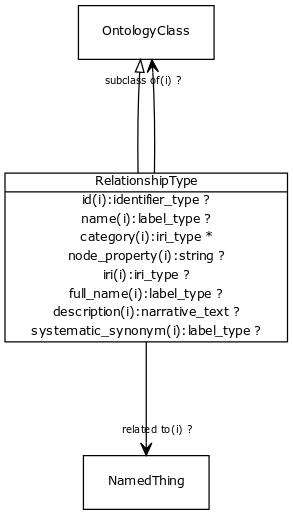 OntologyClass
subclass of(i) ?
RelationshipType
id(i):identifier_type ?
name(i):label_type ?
category(i):iri_type *
node_property(i):string ?
iri(i):iri_type ?
full_name(i):label_type ?
description(i):narrative_text ?
systematic_synonym(i):label_type ?
related to(i) ?
NamedThing